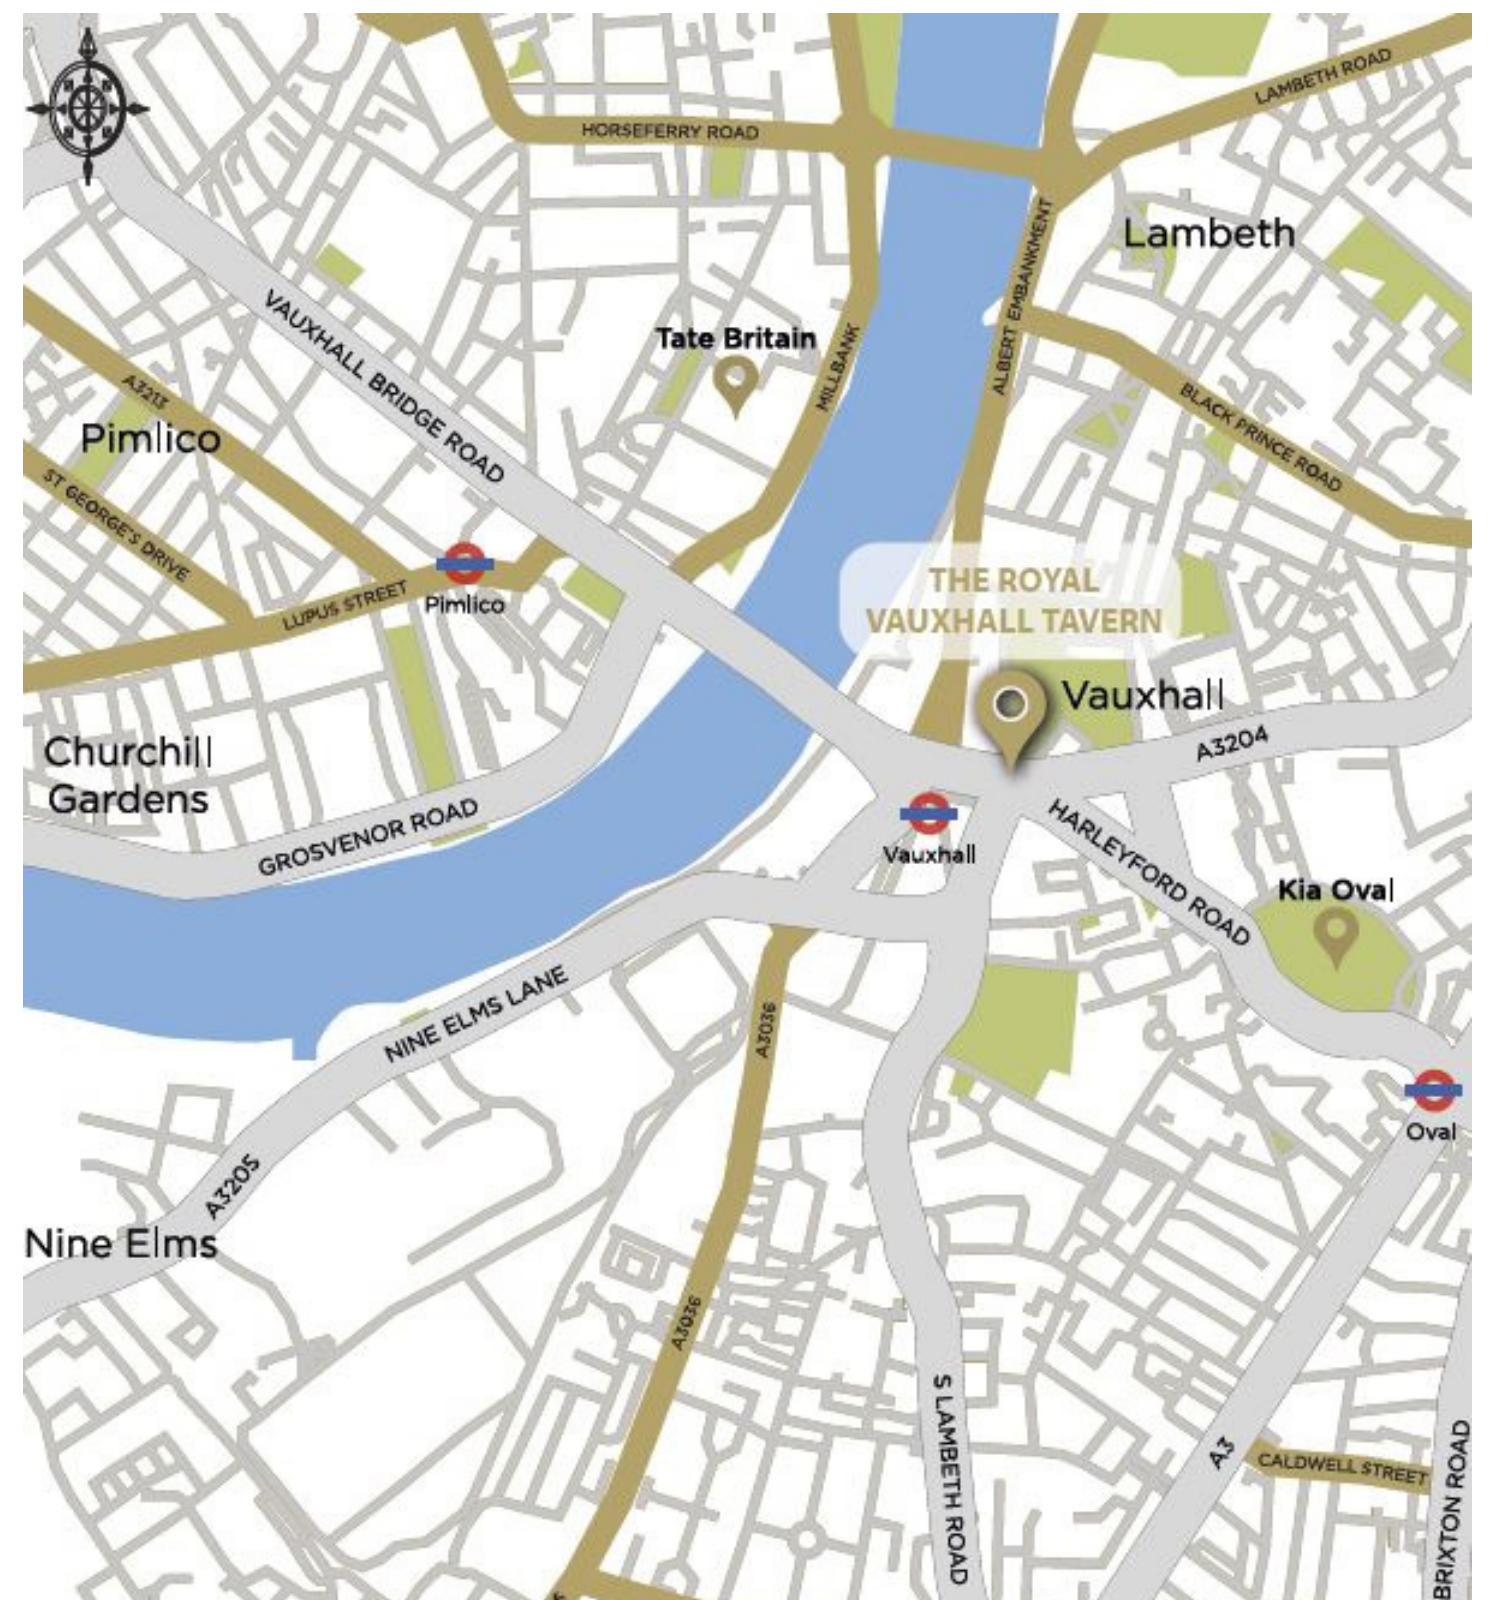 HORSEFERRY ROAD
LAMBETH ROAD
Lambeth
ALBERT EMBANKMENT
VAUXHALL BRIDGE ROAD
Tate Britain
MILLBANK
A3213
Pimlico
BLACK PRINCE ROAD
ST GEORGE'S DRIVE
LUPUS STREET
Pimlico
THE ROYAL
VAUXHALL TAVERN
Vauxhall
A3204
Churchill
Gardens
GROSVENOR ROAD
HARLEYFORD ROAD
Vauxhall
Kia Oval
NINE ELMS LANE
A3036
Oval
A3205
Nine Elms
A3036
S LAMBETH ROAD
A3
CALDWELL STREET
BRIXTON ROAD